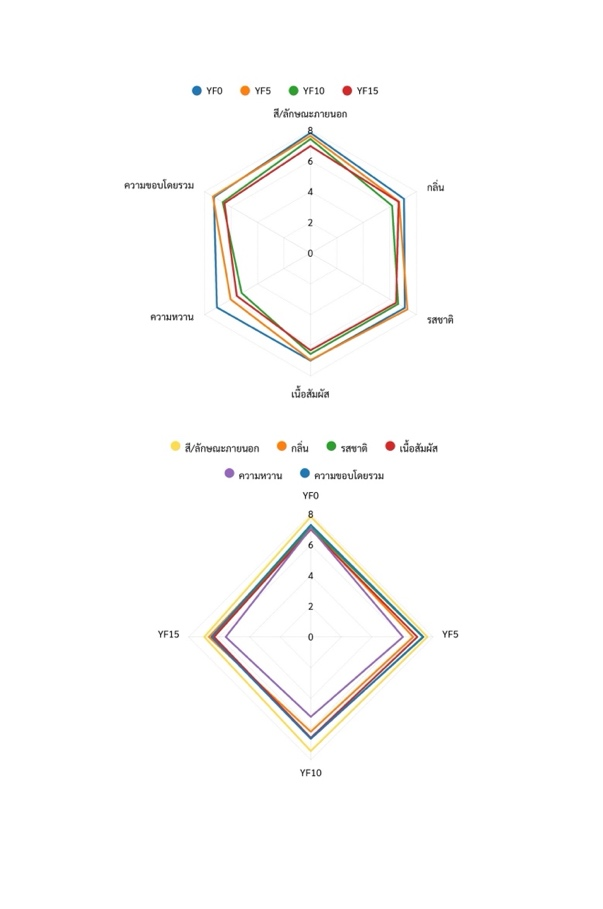 YF0 YF5 YF10 YF15
สี/ลักษณะภายนอก
8
6
4
2
0
ความชอบโดยรวม
กลิ่น
ความหวาน
รสชาติ
เนื้อสัมผัส
สี/ลักษณะภายนอก กลิ่น รสชาติ เนื้อสัมผัส
ความหวาน ความชอบโดยรวม
YF0
8
6
4
2
0
YF15
YF5
YF10